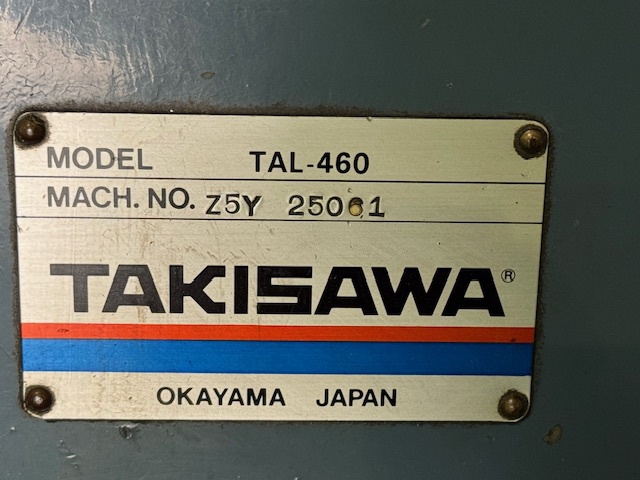 MODEL TAL-460
MACH. NO. Z5Y 25061
TAKISAWA®
OKAYAMA JAPAN